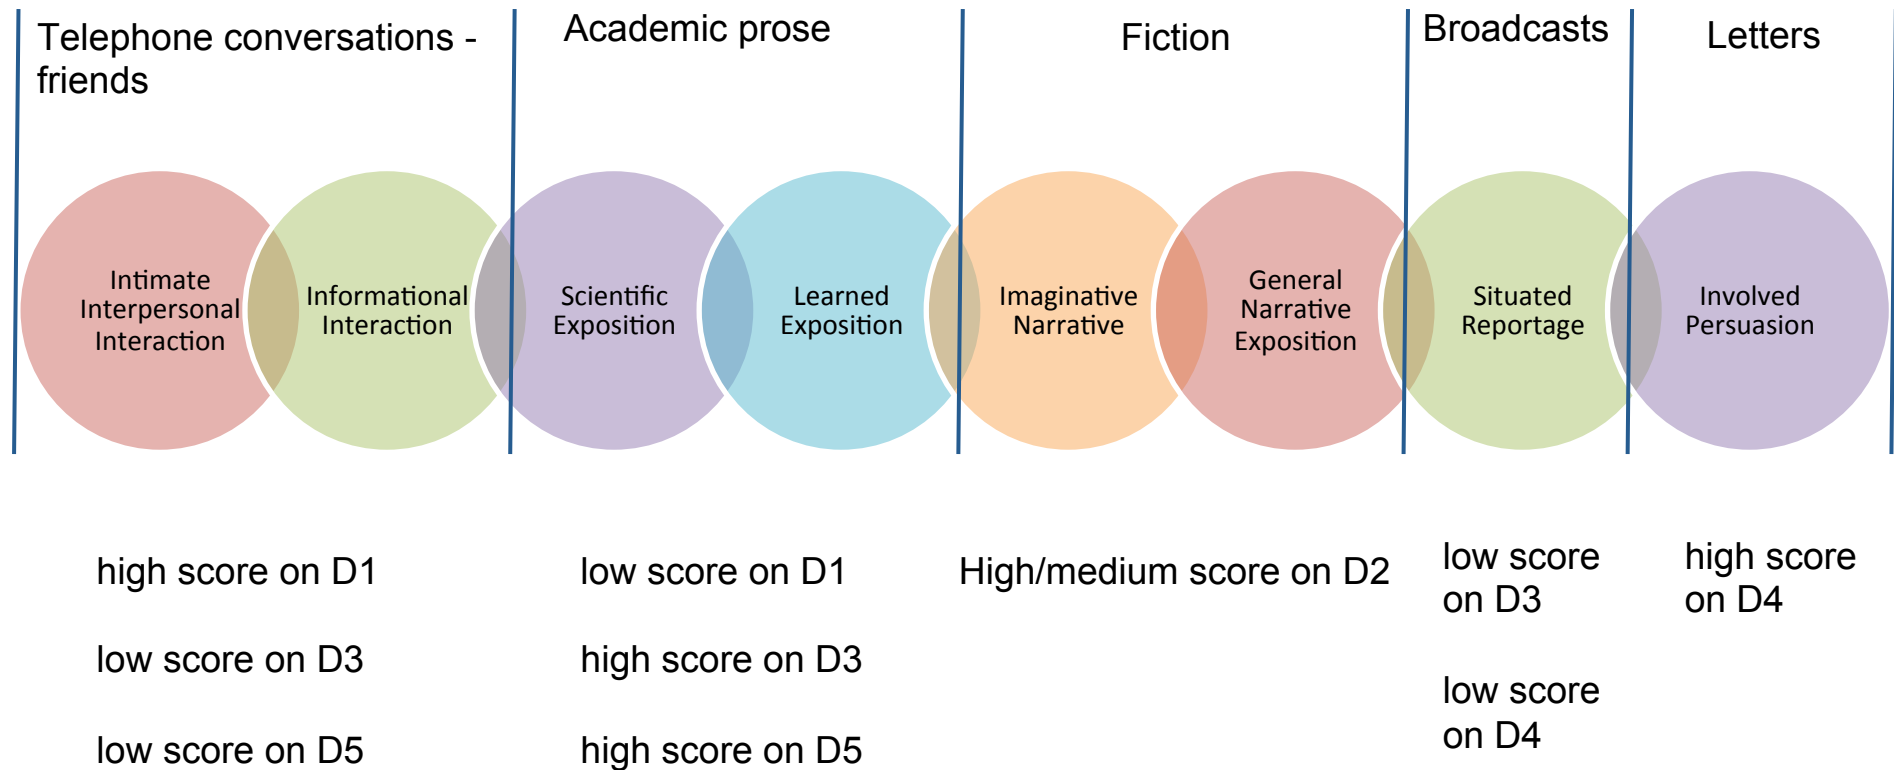 Telephone conversations -
friends
Academic prose
Fiction
Broadcasts
Letters
Intimate
Interpersonal
Interaction
Informational
Interaction
Scientific
Exposition
Learned
Exposition
Imaginative
Narrative
General
Narrative
Exposition
Situated
Reportage
Involved
Persuasion
high score on D1
low score on D3
low score on D5
low score on D1
high score on D3
high score on D5
High/medium score on D2
low score
on D3
low score
on D4
high score
on D4